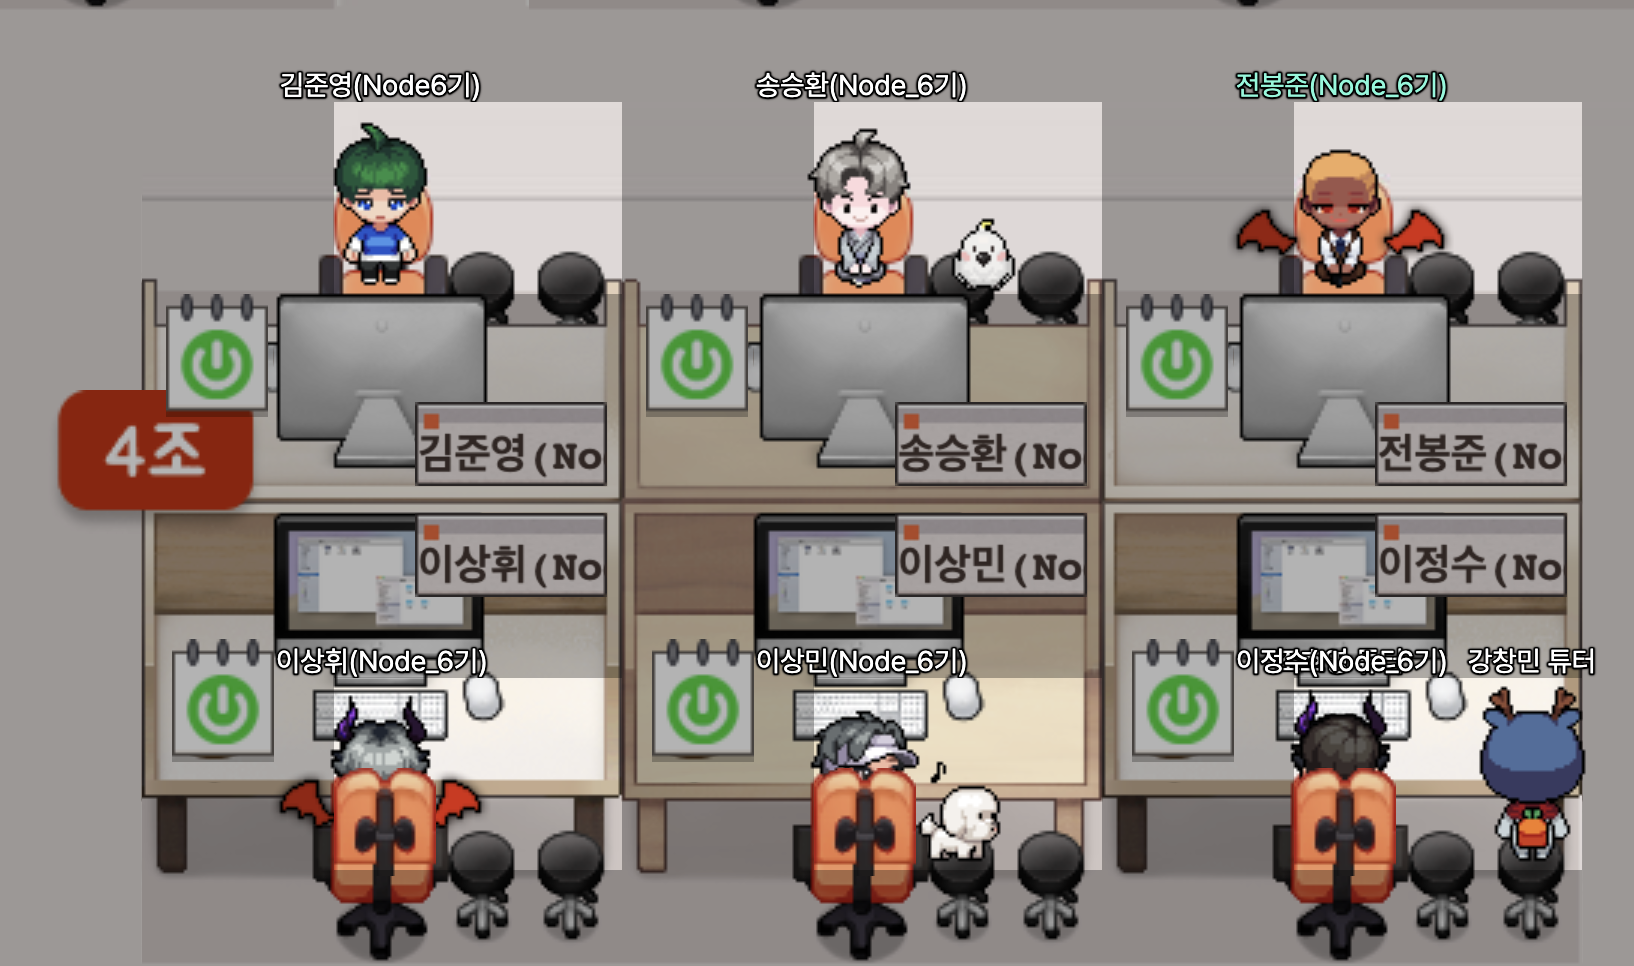 김준영(Node6기)
송승환(Node_6기)
전봉준(Node_6기)
4조
김준영(No
송승환(No
전봉준(No
이상휘(No
이상민(No
이정수(No
이상휘(Node_6기)
이상민(Node_6기)
이정수(Node_6기)
강창민 튜터